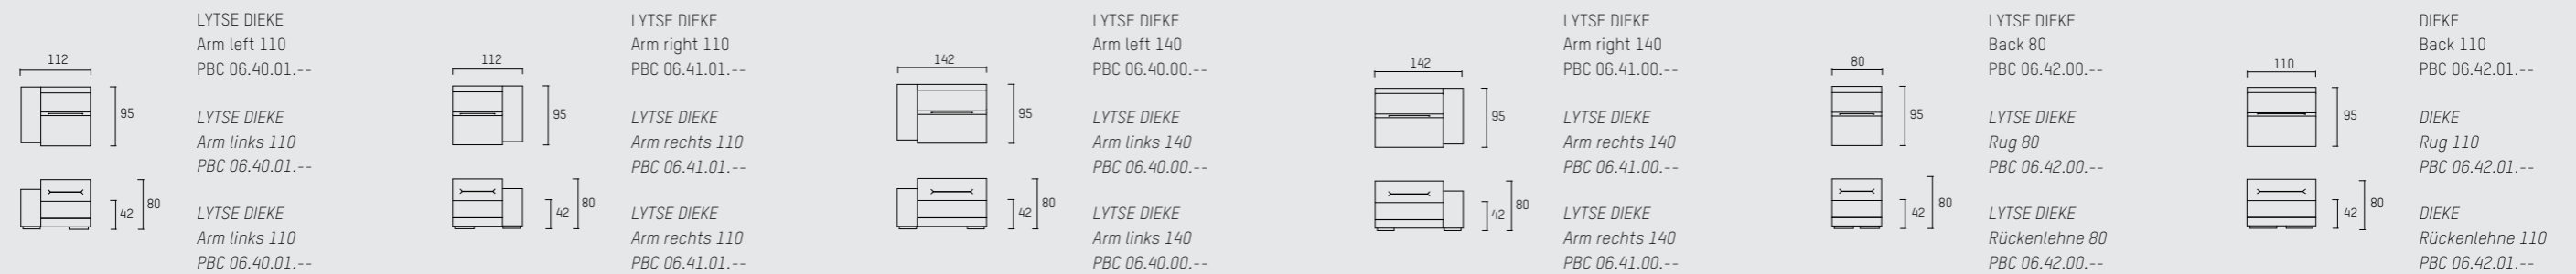 112
95
42
80
LYTSE DIEKE
Arm left 110
PBC 06.40.01.--
LYTSE DIEKE
Arm links 110
PBC 06.40.01.--
LYTSE DIEKE
Arm links 110
PBC 06.40.01.--
112
95
42
80
LYTSE DIEKE
Arm right 110
PBC 06.41.01.--
LYTSE DIEKE
Arm rechts 110
PBC 06.41.01.--
LYTSE DIEKE
Arm rechts 110
PBC 06.41.01.--
142
95
42
80
LYTSE DIEKE
Arm left 140
PBC 06.40.00.--
LYTSE DIEKE
Arm links 140
PBC 06.40.00.--
LYTSE DIEKE
Arm links 140
PBC 06.40.00.--
142
95
42
80
LYTSE DIEKE
Arm right 140
PBC 06.41.00.--
LYTSE DIEKE
Arm rechts 140
PBC 06.41.00.--
LYTSE DIEKE
Arm rechts 140
PBC 06.41.00.--
80
95
42
80
LYTSE DIEKE
Back 80
PBC 06.42.00.--
LYTSE DIEKE
Rug 80
PBC 06.42.00.--
LYTSE DIEKE
Rückenlehne 80
PBC 06.42.00.--
110
95
42
80
DIEKE
Back 110
PBC 06.42.01.--
DIEKE
Rug 110
PBC 06.42.01.--
DIEKE
Rückenlehne 110
PBC 06.42.01.--